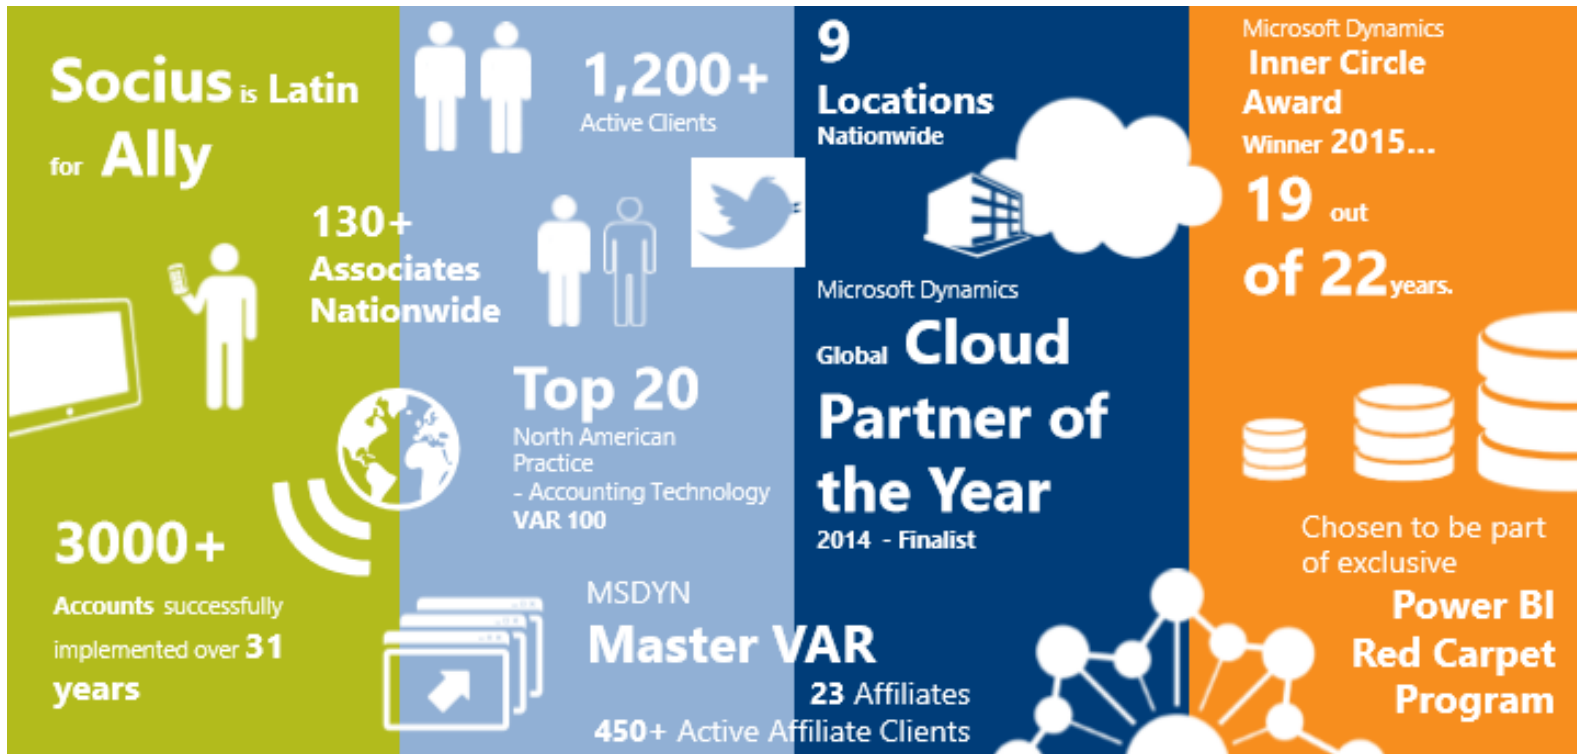 Socius is Latin
for Ally
130+
Associates
Nationwide
3000+
Accounts successfully
implemented over 31
years
1,200+
Active Clients
Top 20
North American
Practice
- Accounting Technology
VAR 100
MSDYN
Master VAR
23 Affiliates
450+ Active Affiliate Clients
9
Locations
Nationwide
Microsoft Dynamics
Global Cloud
Partner of
the Year
2014 - Finalist
Microsoft Dynamics
Inner Circle
Award
Winner 2015...
19 out
of 22 years.
Chosen to be part
of exclusive
Power BI
Red Carpet
Program